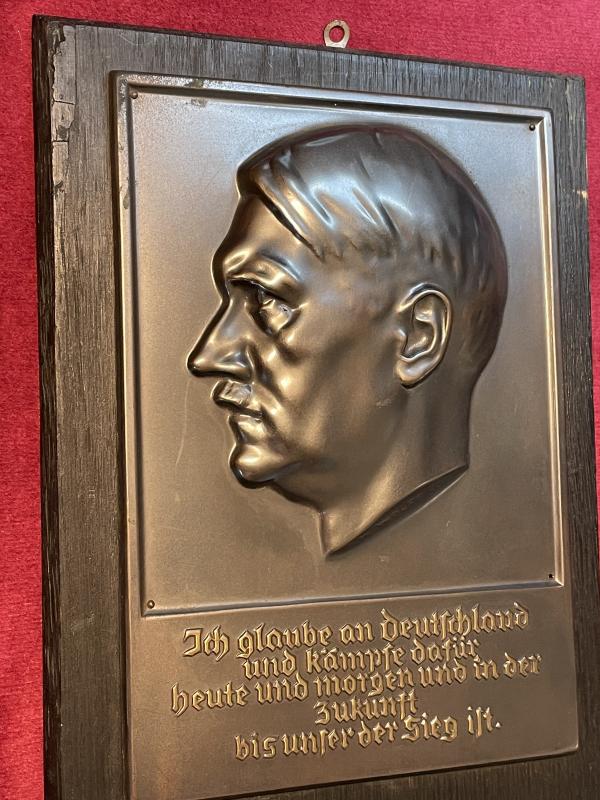 Ich glaube an Deutschland
und kämpfe dafür
heute und morgen und in der
Zukunft
bis unser der Sieg ist.